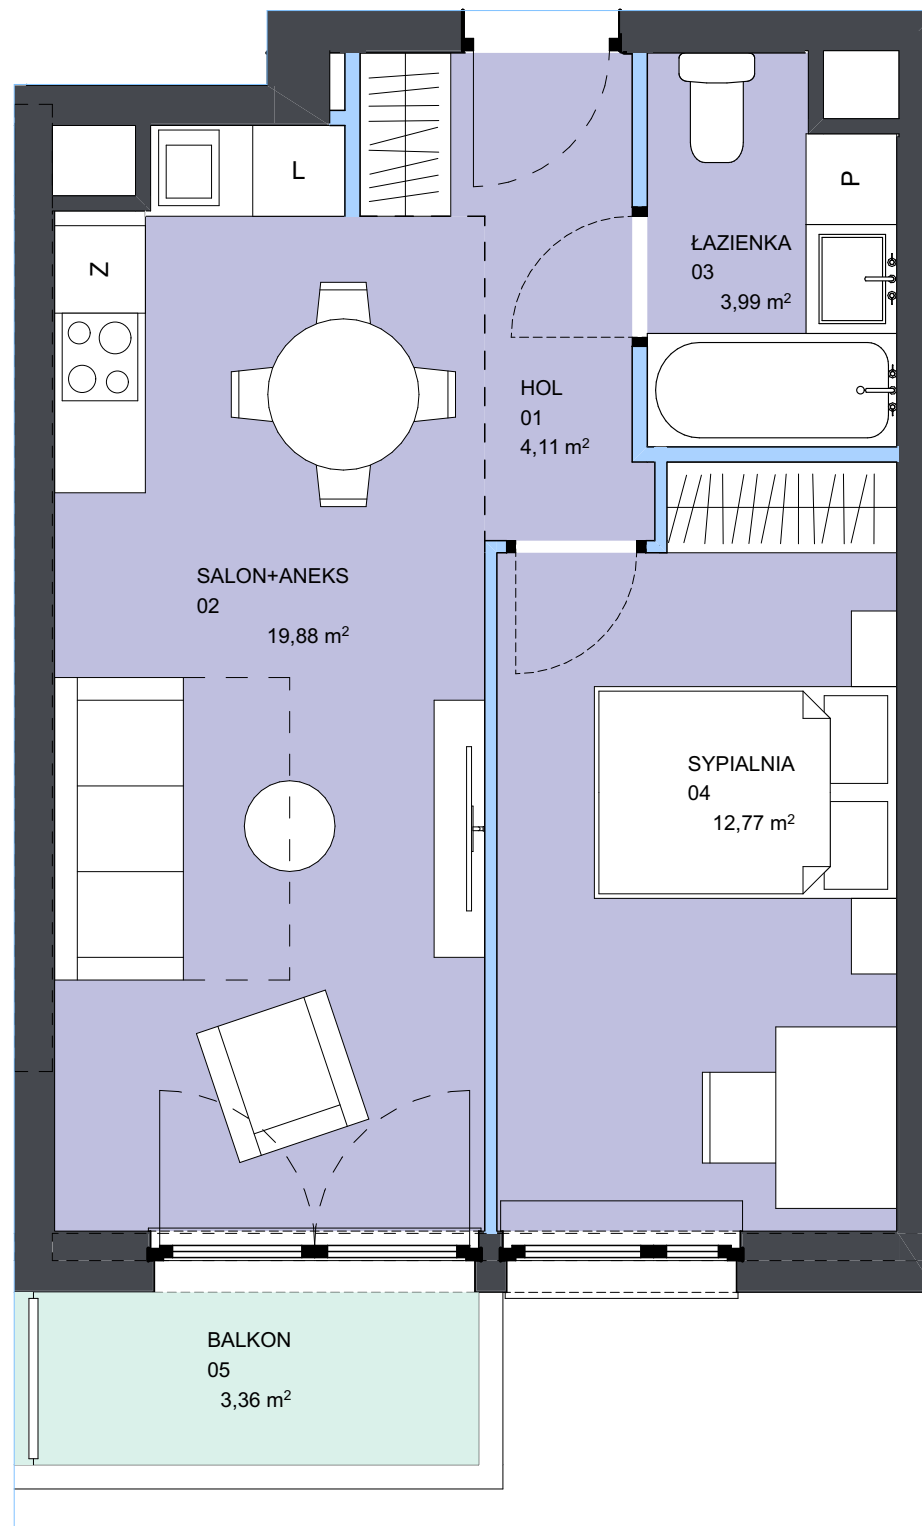 L
P
Z
ŁAZIENKA
03
3,99 m²
HOL
01
4,11 m²
SALON+ANEKS
02
19,88 m²
SYPIALNIA
04
12,77 m²
BALKON
05
3,36 m²